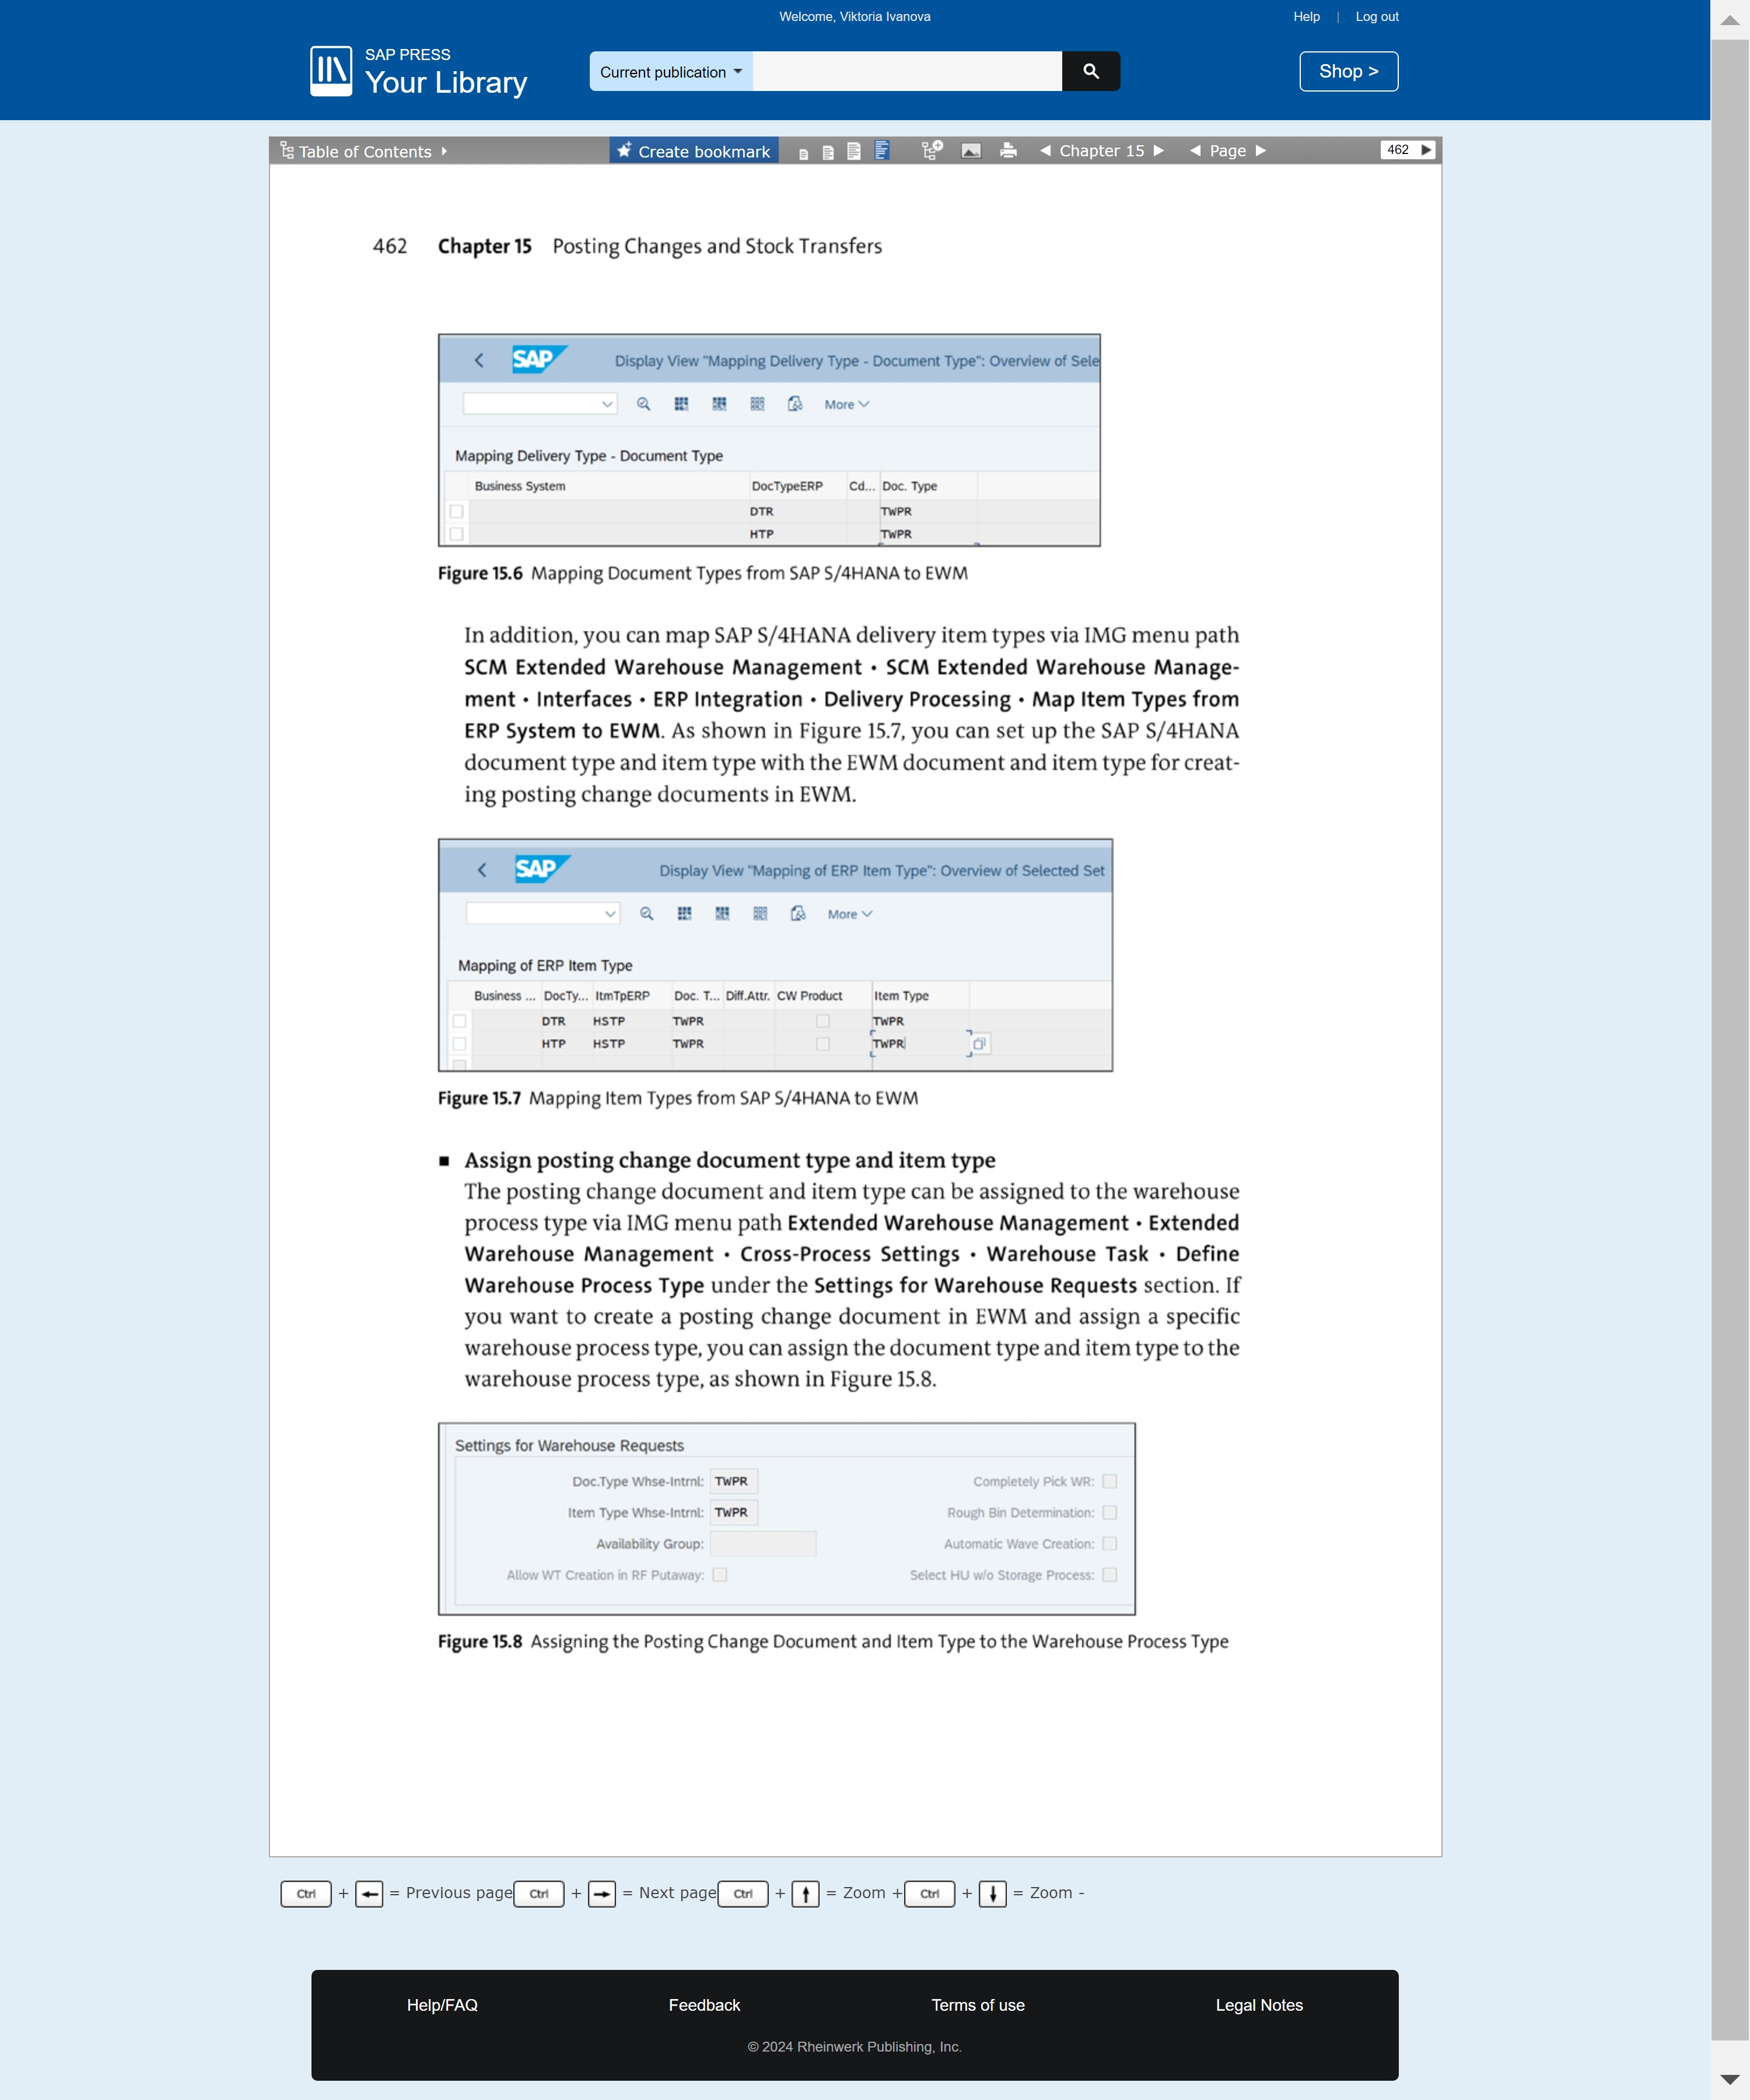 Welcome, Viktoria Ivanova
Help | Log out
SAP PRESS
Your Library
Current publication
Shop >
Table of Contents
Create bookmark
Chapter 15
Page
462
462 Chapter 15 Posting Changes and Stock Transfers
SAP
Display View "Mapping Delivery Type - Document Type": Overview of Sele
More
Mapping Delivery Type - Document Type
Business System DocTypeERP Cd... Doc. Type
DTR TWPR
HTP TWPR
Figure 15.6 Mapping Document Types from SAP S/4HANA to EWM
In addition, you can map SAP S/4HANA delivery item types via IMG menu path
SCM Extended Warehouse Management • SCM Extended Warehouse Manage-
ment • Interfaces • ERP Integration • Delivery Processing • Map Item Types from
ERP System to EWM. As shown in Figure 15.7, you can set up the SAP S/4HANA
document type and item type with the EWM document and item type for creat-
ing posting change documents in EWM.
SAP
Display View "Mapping of ERP Item Type": Overview of Selected Set
More
Mapping of ERP Item Type
Business ... DocTy... ItmTpERP Doc. T... Diff.Attr. CW Product Item Type
DTR HSTP TWPR TWPR
HTP HSTP TWPR TWPR
Figure 15.7 Mapping Item Types from SAP S/4HANA to EWM
■ Assign posting change document type and item type
The posting change document and item type can be assigned to the warehouse
process type via IMG menu path Extended Warehouse Management • Extended
Warehouse Management • Cross-Process Settings • Warehouse Task • Define
Warehouse Process Type under the Settings for Warehouse Requests section. If
you want to create a posting change document in EWM and assign a specific
warehouse process type, you can assign the document type and item type to the
warehouse process type, as shown in Figure 15.8.
Settings for Warehouse Requests
Doc.Type Whse-Intrnl: TWPR Completely Pick WR:
Item Type Whse-Intrnl: TWPR Rough Bin Determination:
Availability Group: Automatic Wave Creation:
Allow WT Creation in RF Putaway: Select HU w/o Storage Process:
Figure 15.8 Assigning the Posting Change Document and Item Type to the Warehouse Process Type
Ctrl + ← = Previous page Ctrl + → = Next page Ctrl + ↑ = Zoom + Ctrl + ↓ = Zoom -
Help/FAQ Feedback Terms of use Legal Notes
© 2024 Rheinwerk Publishing, Inc.